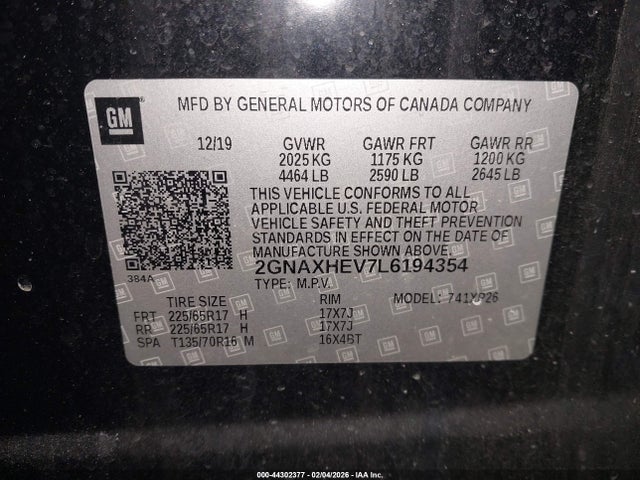 GM
MFD BY GENERAL MOTORS OF CANADA COMPANY
12/19 GVWR GAWR FRT GAWR RR
2025 KG 1175 KG 1200 KG
4464 LB 2590 LB 2645 LB
THIS VEHICLE CONFORMS TO ALL
APPLICABLE U.S. FEDERAL MOTOR
VEHICLE SAFETY AND THEFT PREVENTION
STANDARDS IN EFFECT ON THE DATE OF
MANUFACTURE SHOWN ABOVE.
384A 2GNAXHEV7L6194354
TYPE: M.P.V. MODEL: 741XP26
TIRE SIZE RIM
FRT 225/65R17 H 17X7J
RR 225/65R17 H 17X7J
SPA T135/70R16 M 16X4BT
000-44302377 - 02/04/2026 - IAA Inc.